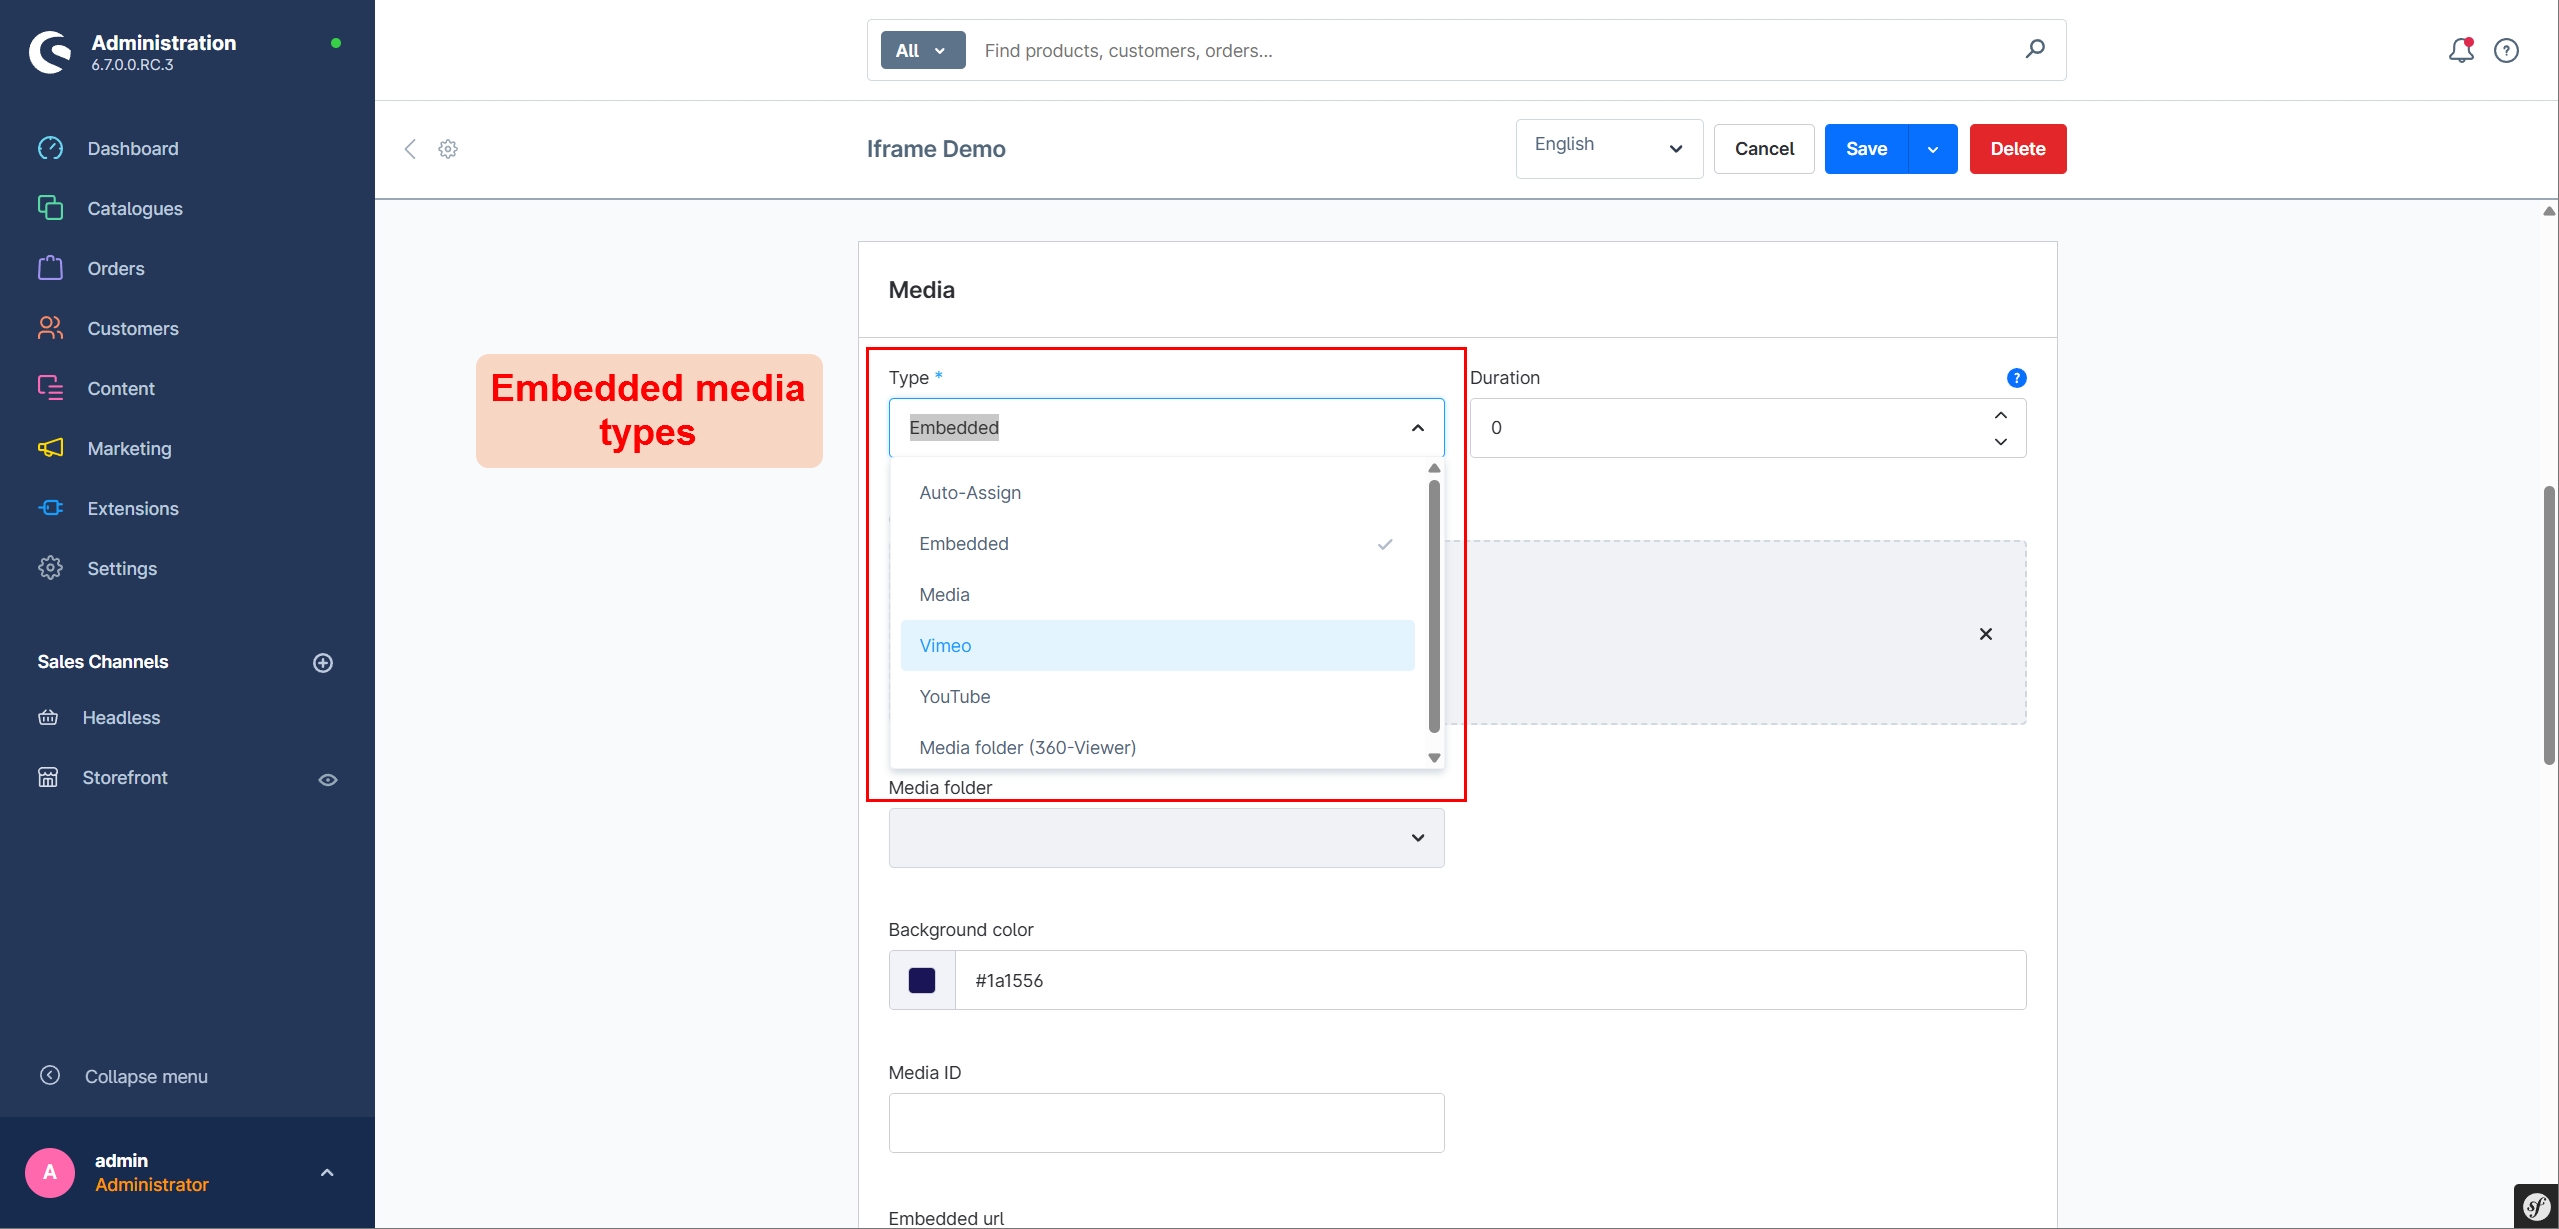 Administration
6.7.0.0.RC.3
All
Find products, customers, orders...
Dashboard
Catalogues
Orders
Customers
Content
Marketing
Extensions
Settings
Sales Channels
Headless
Storefront
Collapse menu
A
admin
Administrator
Iframe Demo
English
Cancel
Save
Delete
Media
Embedded media
types
Type *
Duration
Embedded
0
Auto-Assign
Embedded
Media
Vimeo
YouTube
Media folder (360-Viewer)
Media folder
Background color
#1a1556
Media ID
Embedded url
sf